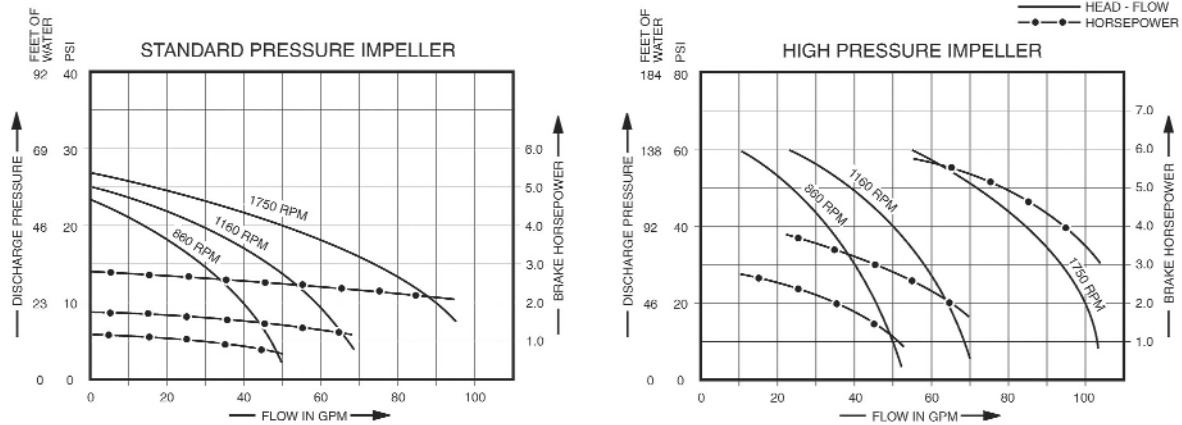 HEAD - FLOW
HORSEPOWER
STANDARD PRESSURE IMPELLER
FEET OF
WATER
PSI
92
40
69
30
46
20
23
10
0
0
DISCHARGE PRESSURE
1750 RPM
1160 RPM
860 RPM
6.0
5.0
4.0
3.0
2.0
1.0
BRAKE HORSEPOWER
0
20
40
60
80
100
FLOW IN GPM
HIGH PRESSURE IMPELLER
FEET OF
WATER
PSI
184
80
138
60
92
40
46
20
0
0
DISCHARGE PRESSURE
860 RPM
1160 RPM
1750 RPM
7.0
6.0
5.0
4.0
3.0
2.0
1.0
BRAKE HORSEPOWER
0
20
40
60
80
100
FLOW IN GPM